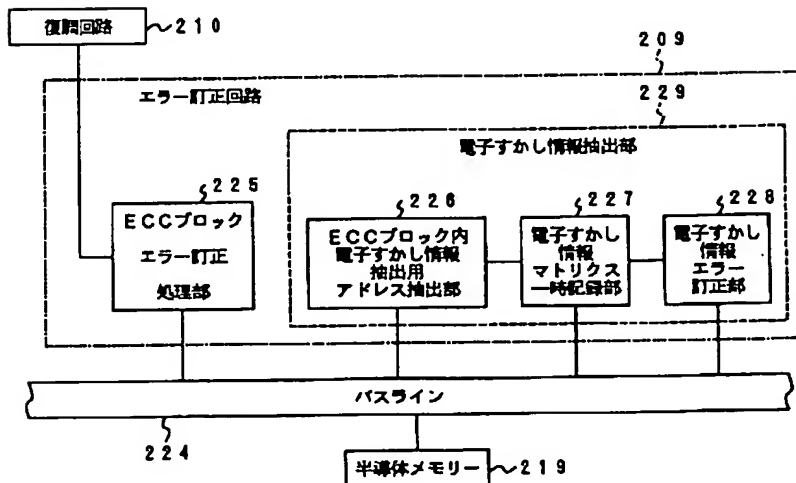 復調回路
210
209
エラー訂正回路
229
電子すかし情報抽出部
225
ECCブロック
エラー訂正
処理部
226
ECCブロック内
電子すかし情報
抽出用
アドレス抽出部
227
電子すかし
情報
マトリクス
一時記録部
228
電子すかし
情報
エラー
訂正部
バスライン
224
半導体メモリー
219